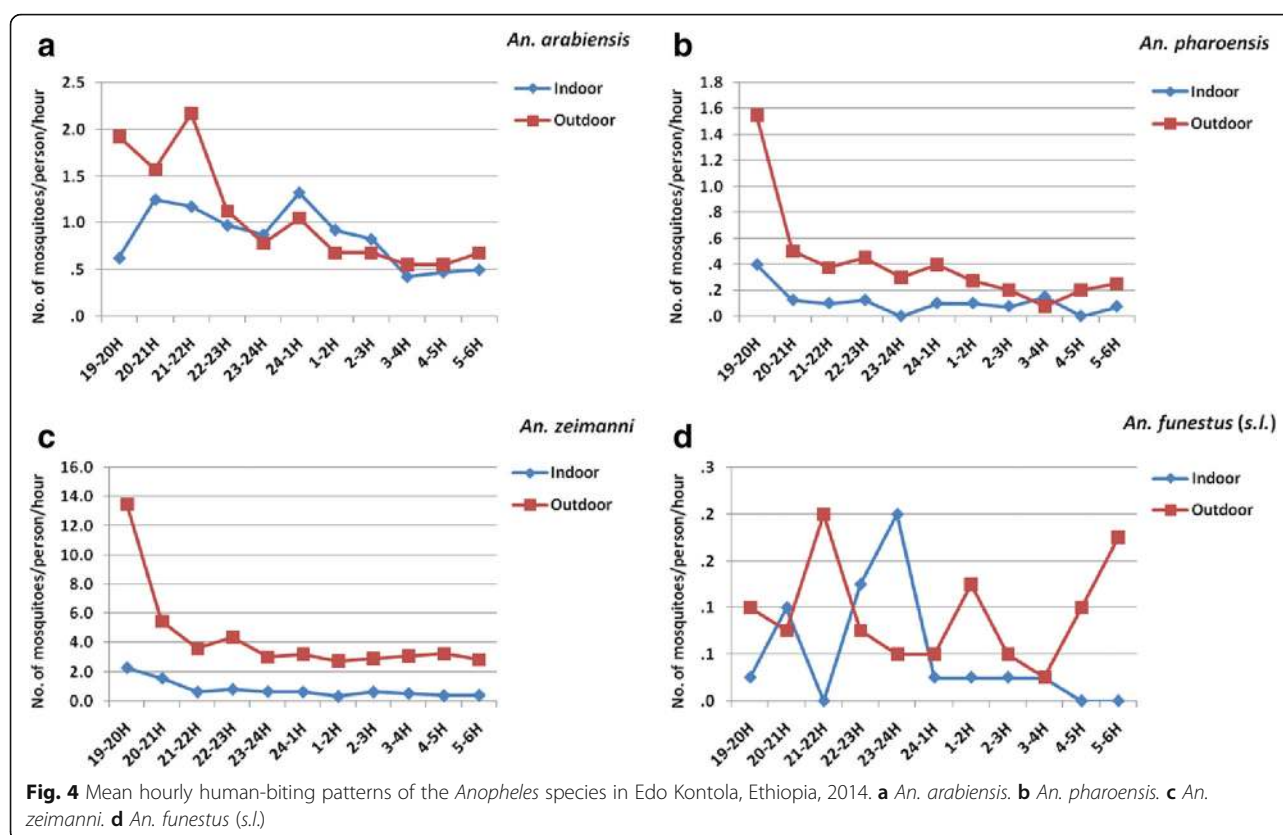 a
An. arabiensis
Indoor
Outdoor
No. of mosquitoes/person/hour
2.5
2.0
1.5
1.0
.5
.0
19-20H
20-21H
21-22H
22-23H
23-24H
24-1H
1-2H
2-3H
3-4H
4-5H
5-6H
b
An. pharoensis
Indoor
Outdoor
No. of mosquitoes/person/hour
1.8
1.6
1.4
1.2
1.0
.8
.6
.4
.2
.0
19-20H
20-21H
21-22H
22-23H
23-24H
24-1H
1-2H
2-3H
3-4H
4-5H
5-6H
c
An. zeimanni
Indoor
Outdoor
No. of mosquitoes/person/hour
16.0
14.0
12.0
10.0
8.0
6.0
4.0
2.0
0.0
19-20H
20-21H
21-22H
22-23H
23-24H
24-1H
1-2H
2-3H
3-4H
4-5H
5-6H
d
An. funestus (s.l.)
Indoor
Outdoor
No. of mosquitoes/person/hour
.3
.2
.2
.1
.1
.0
19-20H
20-21H
21-22H
22-23H
23-24H
24-1H
1-2H
2-3H
3-4H
4-5H
5-6H
Fig. 4 Mean hourly human-biting patterns of the Anopheles species in Edo Kontola, Ethiopia, 2014. a An. arabiensis. b An. pharoensis. c An.
zeimanni. d An. funestus (s.l.)